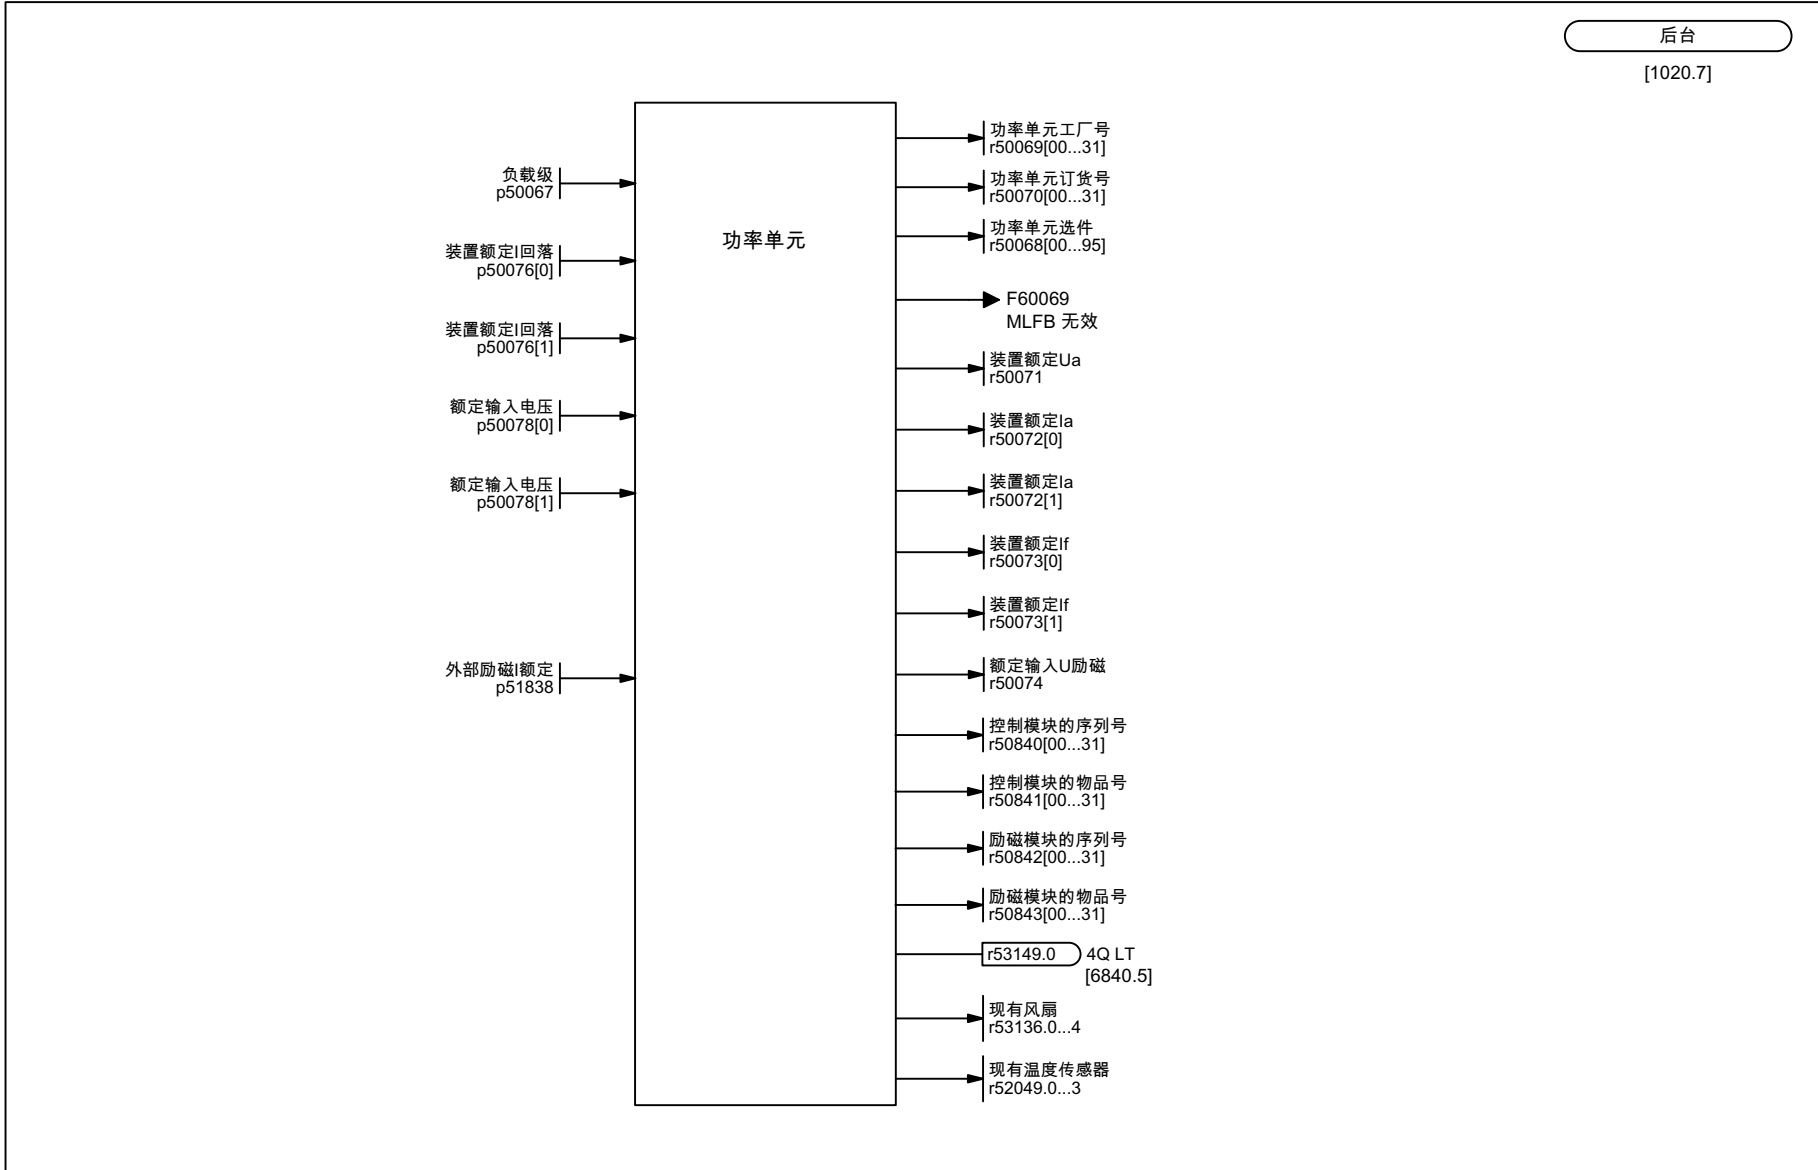 后台
[1020.7]
负载级
p50067
装置额定I回落
p50076[0]
装置额定I回落
p50076[1]
额定输入电压
p50078[0]
额定输入电压
p50078[1]
外部励磁I额定
p51838
功率单元
功率单元工厂号
r50069[00...31]
功率单元订货号
r50070[00...31]
功率单元选件
r50068[00...95]
F60069
MLFB 无效
装置额定Ua
r50071
装置额定Ia
r50072[0]
装置额定Ia
r50072[1]
装置额定If
r50073[0]
装置额定If
r50073[1]
额定输入U励磁
r50074
控制模块的序列号
r50840[00...31]
控制模块的物品号
r50841[00...31]
励磁模块的序列号
r50842[00...31]
励磁模块的物品号
r50843[00...31]
r53149.0 4Q LT
[6840.5]
现有风扇
r53136.0...4
现有温度传感器
r52049.0...3